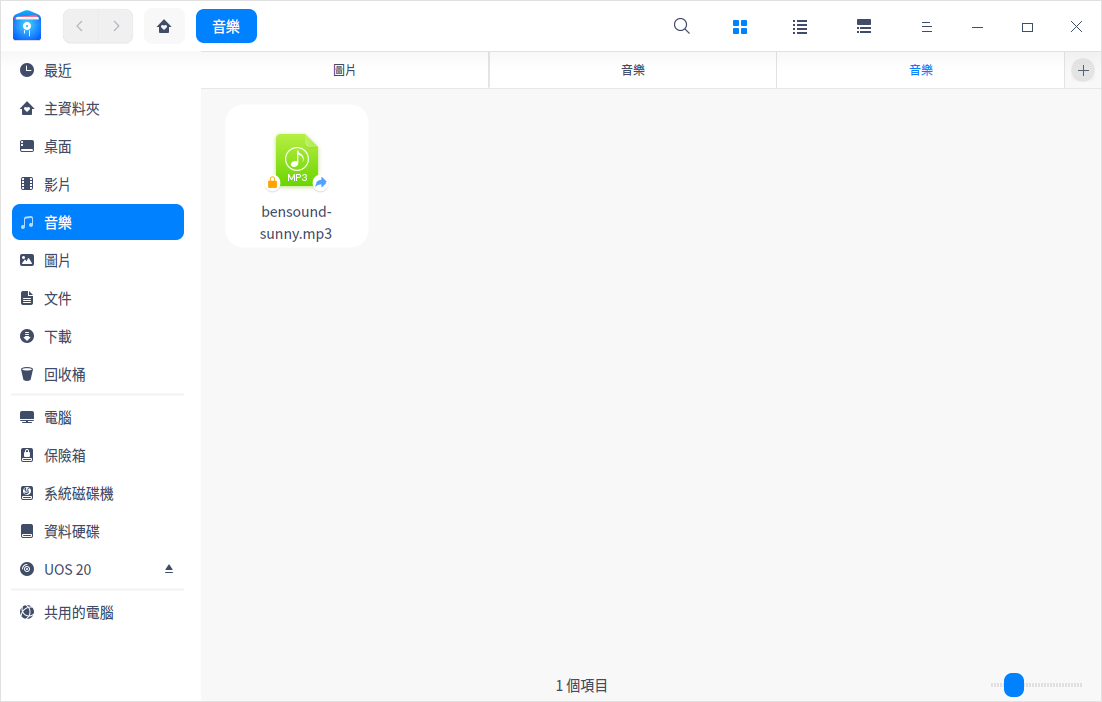 音樂
圖片
音樂
音樂
最近
主資料夾
桌面
影片
音樂
圖片
文件
下載
回收桶
電腦
保險箱
系統磁碟機
資料硬碟
UOS 20
共用的電腦
MP3
bensound-
sunny.mp3
1 個項目